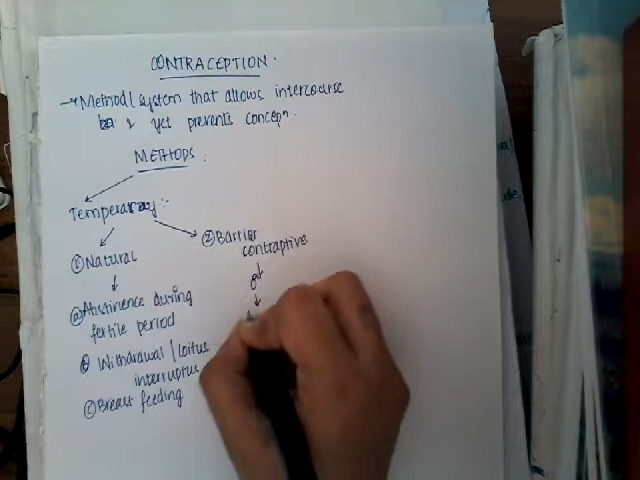 CONTRACEPTION.
→ Method / system that allows intercourse
& yet prevents concepn.
METHODS:
Temperary:
② Barrier
contraptive
① Natural
ⓐ Abstinence during
fertile period
ⓑ Withdrawal / Coitus
interruptus
ⓒ Breast feeding